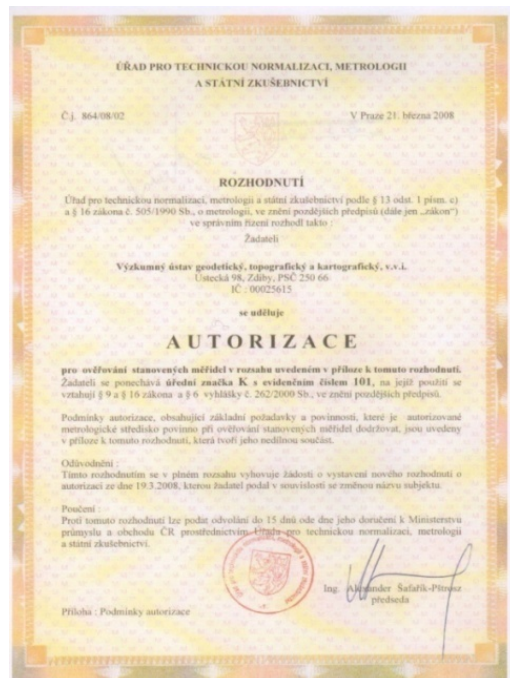 ÚŘAD PRO TECHNICKOU NORMALIZACI, METROLOGII
A STÁTNÍ ZKUŠEBNICTVÍ
Č.j. 864/08/02
V Praze 21. března 2008
ROZHODNUTÍ
Úřad pro technickou normalizaci, metrologii a státní zkušebnictví podle § 13 odst. 1 písm. c)
a § 16 zákona č. 505/1990 Sb., o metrologii, ve znění pozdějších předpisů (dále jen „zákon“)
ve správním řízení rozhodl takto :
Žadateli
Výzkumný ústav geodetický, topografický a kartografický, v.v.i.
Ústecká 98, Zdiby, PSČ 250 66
IČ : 00025615
se uděluje
AUTORIZACE
pro ověřování stanovených měřidel v rozsahu uvedeném v příloze k tomuto rozhodnutí.
Žadateli se ponechává úřední značka K s evidenčním číslem 101, na jejíž použití se
vztahují § 9 a § 16 zákona a § 6 vyhlášky č. 262/2000 Sb., ve znění pozdějších předpisů.
Podmínky autorizace, obsahující základní požadavky a povinnosti, které je autorizované
metrologické středisko povinno při ověřování stanovených měřidel dodržovat, jsou uvedeny
v příloze k tomuto rozhodnutí, která tvoří jeho nedílnou součást.
Odůvodnění :
Tímto rozhodnutím se v plném rozsahu vyhovuje žádosti o vystavení nového rozhodnutí o
autorizaci ze dne 19.3.2008, kterou žadatel podal v souvislosti se změnou názvu subjektu.
Poučení :
Proti tomuto rozhodnutí lze podat odvolání do 15 dnů ode dne jeho doručení k Ministerstvu
průmyslu a obchodu ČR prostřednictvím Úřadu pro technickou normalizaci, metrologii
a státní zkušebnictví.
Ing. Alexander Šafařík-Pštrosz
předseda
Příloha : Podmínky autorizace